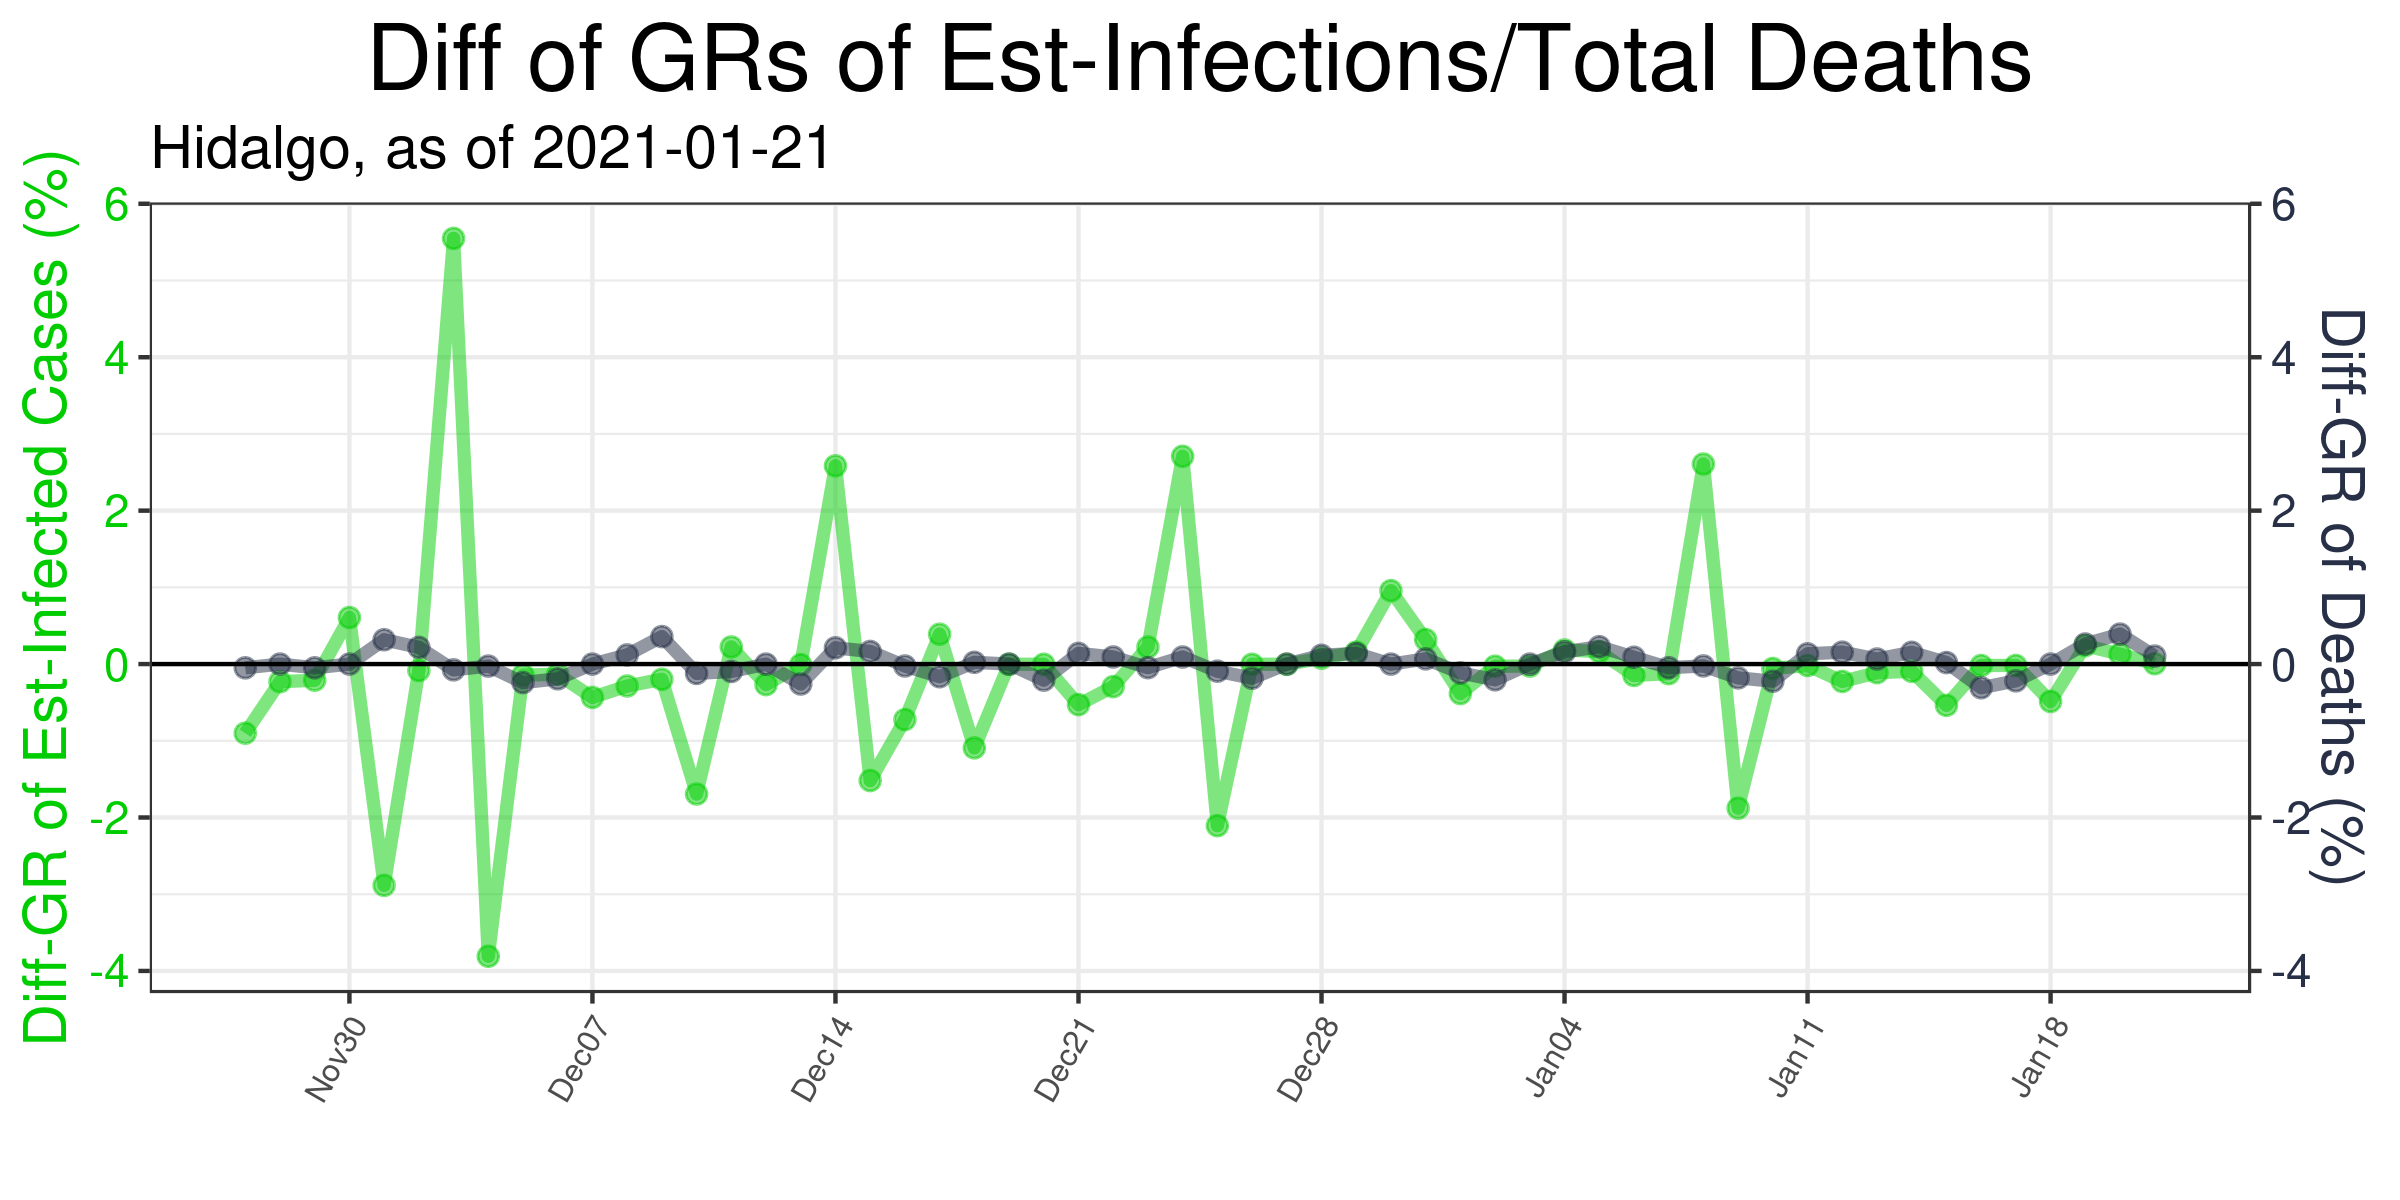 Diff of GRs of Est-Infections/Total Deaths
Hidalgo, as of 2021-01-21
Diff-GR of Est-Infected Cases (%)
6
4
2
0
-2
-4
6
4
2
0
-2
-4
Diff-GR of Deaths (%)
Nov30
Dec07
Dec14
Dec21
Dec28
Jan04
Jan11
Jan18